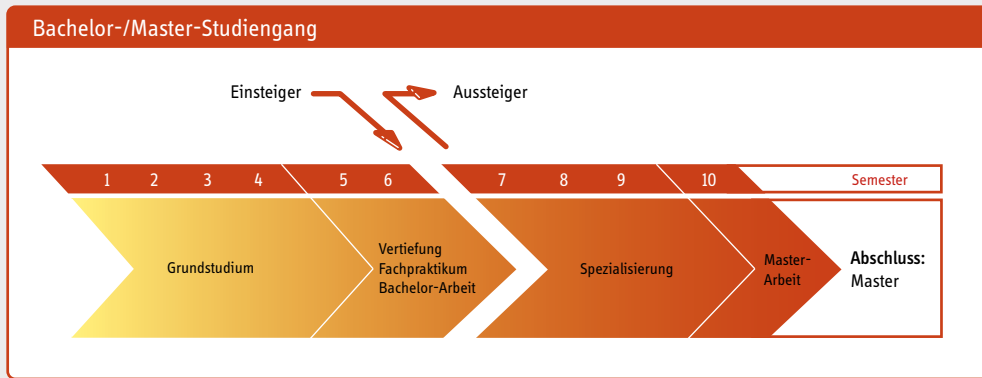 Bachelor-/Master-Studiengang
Einsteiger
Aussteiger
1 2 3 4 5 6 7 8 9 10 Semester
Grundstudium
Vertiefung
Fachpraktikum
Bachelor-Arbeit
Spezialisierung
Master-
Arbeit
Abschluss:
Master